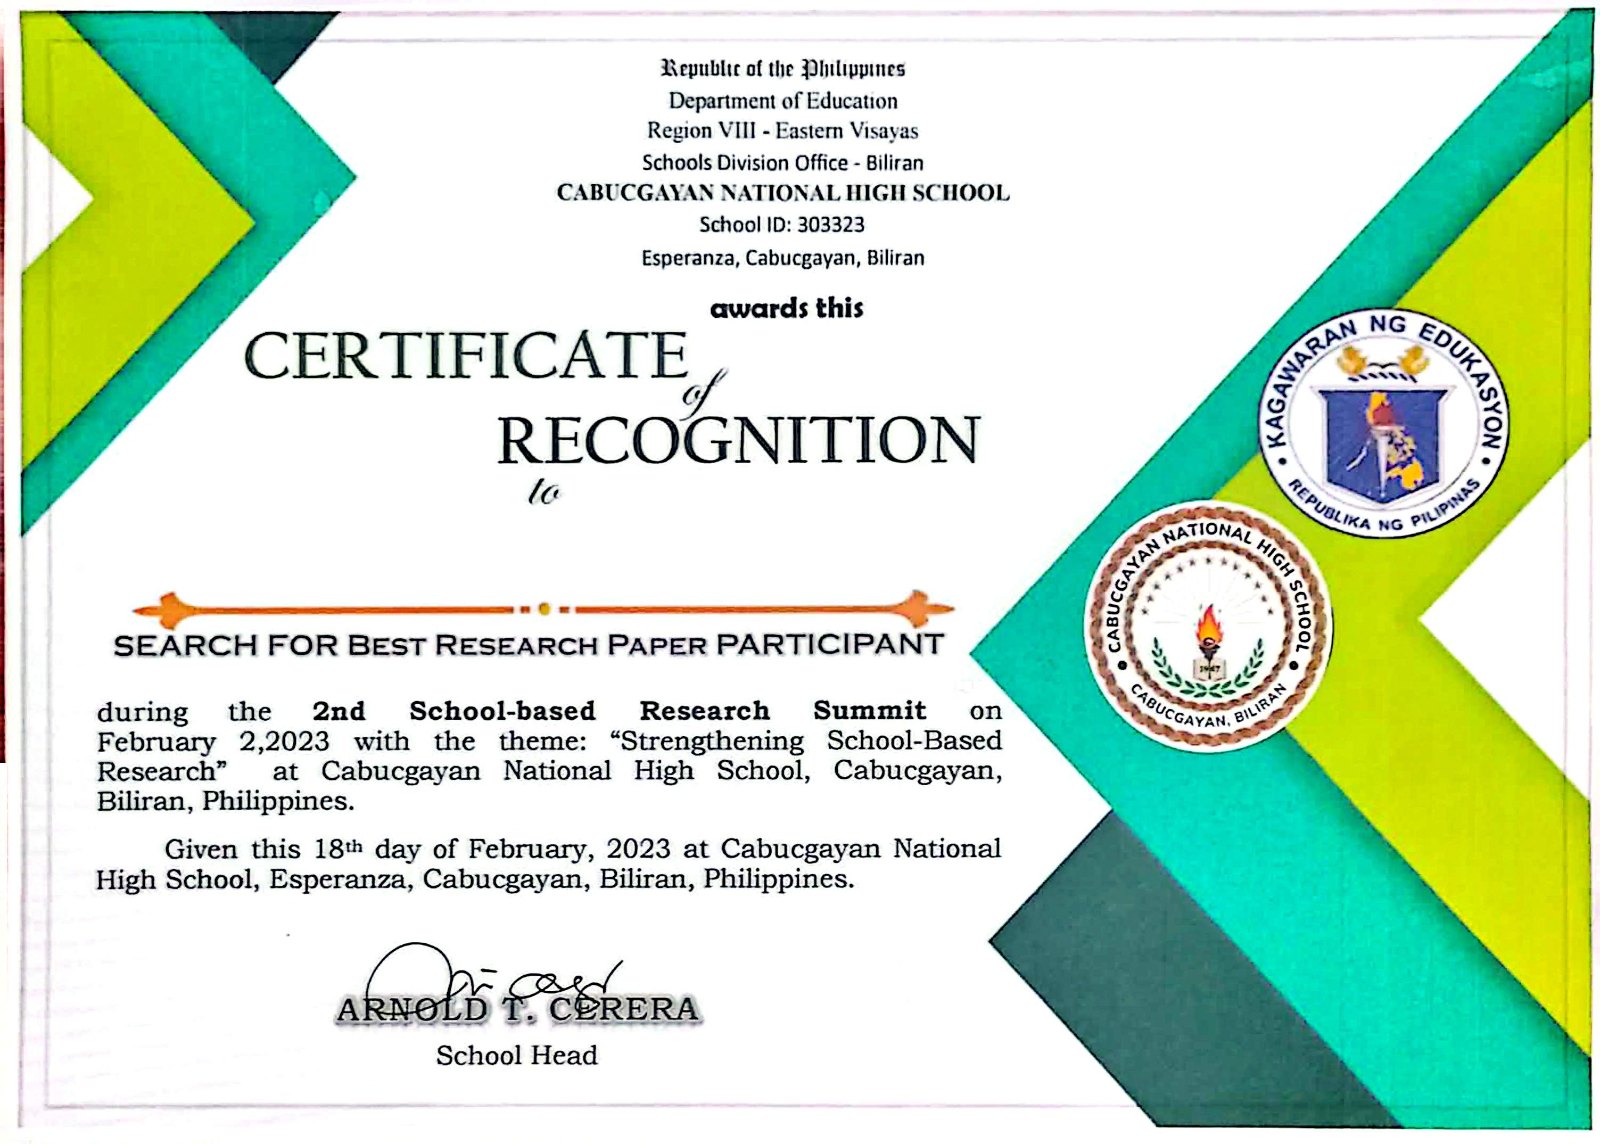 Republic of the Philippines
Department of Education
Region VIII - Eastern Visayas
Schools Division Office - Biliran
CABUCGAYAN NATIONAL HIGH SCHOOL
School ID: 303323
Esperanza, Cabucgayan, Biliran
awards this
CERTIFICATE
of
RECOGNITION
to
KAGAWARAN NG EDUKASYON
REPUBLIKA NG PILIPINAS
CABUCGAYAN NATIONAL HIGH SCHOOL
1947
CABUCGAYAN, BILIRAN
SEARCH FOR BEST RESEARCH PAPER PARTICIPANT
during the 2nd School-based Research Summit on
February 2,2023 with the theme: “Strengthening School-Based
Research” at Cabucgayan National High School, Cabucgayan,
Biliran, Philippines.
Given this 18th day of February, 2023 at Cabucgayan National
High School, Esperanza, Cabucgayan, Biliran, Philippines.
ARNOLD T. CERERA
School Head